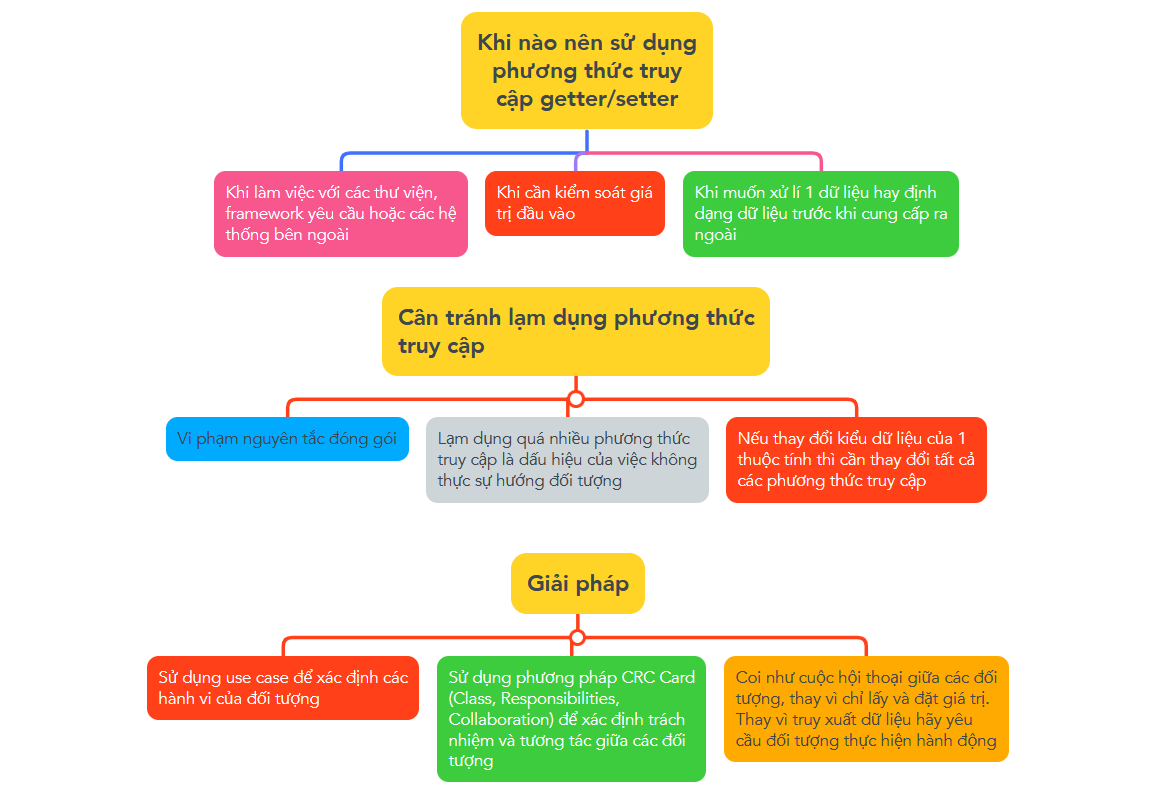 Khi nào nên sử dụng
phương thức truy
cập getter/setter
Khi làm việc với các thư viện,
framework yêu cầu hoặc các hệ
thống bên ngoài
Khi cần kiểm soát giá
trị đầu vào
Khi muốn xử lí 1 dữ liệu hay định
dạng dữ liệu trước khi cung cấp ra
ngoài
Cân tránh lạm dụng phương thức
truy cập
Vi phạm nguyên tắc đóng gói
Lạm dụng quá nhiều phương thức
truy cập là dấu hiệu của việc không
thực sự hướng đối tượng
Nếu thay đổi kiểu dữ liệu của 1
thuộc tính thì cần thay đổi tất cả
các phương thức truy cập
Giải pháp
Sử dụng use case để xác định các
hành vi của đối tượng
Sử dụng phương pháp CRC Card
(Class, Responsibilities,
Collaboration) để xác định trách
nhiệm và tương tác giữa các đối
tượng
Coi như cuộc hội thoại giữa các đối
tượng, thay vì chỉ lấy và đặt giá trị.
Thay vì truy xuất dữ liệu hãy yêu
cầu đối tượng thực hiện hành động